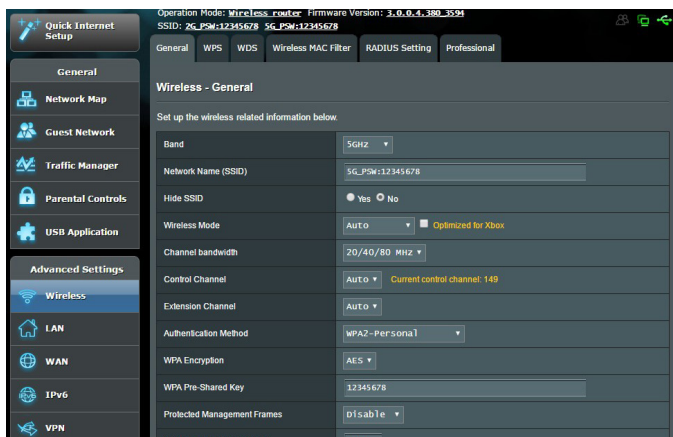 Operation Mode: Wireless router Firmware Version: 3.0.0.4.380_3594
SSID: 2G_PSW:12345678 5G_PSW:12345678
Quick Internet
Setup
General
Network Map
Guest Network
Traffic Manager
Parental Controls
USB Application
Advanced Settings
Wireless
LAN
WAN
IPv6
VPN
General WPS WDS Wireless MAC Filter RADIUS Setting Professional
Wireless - General
Set up the wireless related information below.
Band 5GHz
Network Name (SSID) 5G_PSW:12345678
Hide SSID Yes No
Wireless Mode Auto Optimized for Xbox
Channel bandwidth 20/40/80 MHz
Control Channel Auto Current control channel: 149
Extension Channel Auto
Authentication Method WPA2-Personal
WPA Encryption AES
WPA Pre-Shared Key 12345678
Protected Management Frames Disable